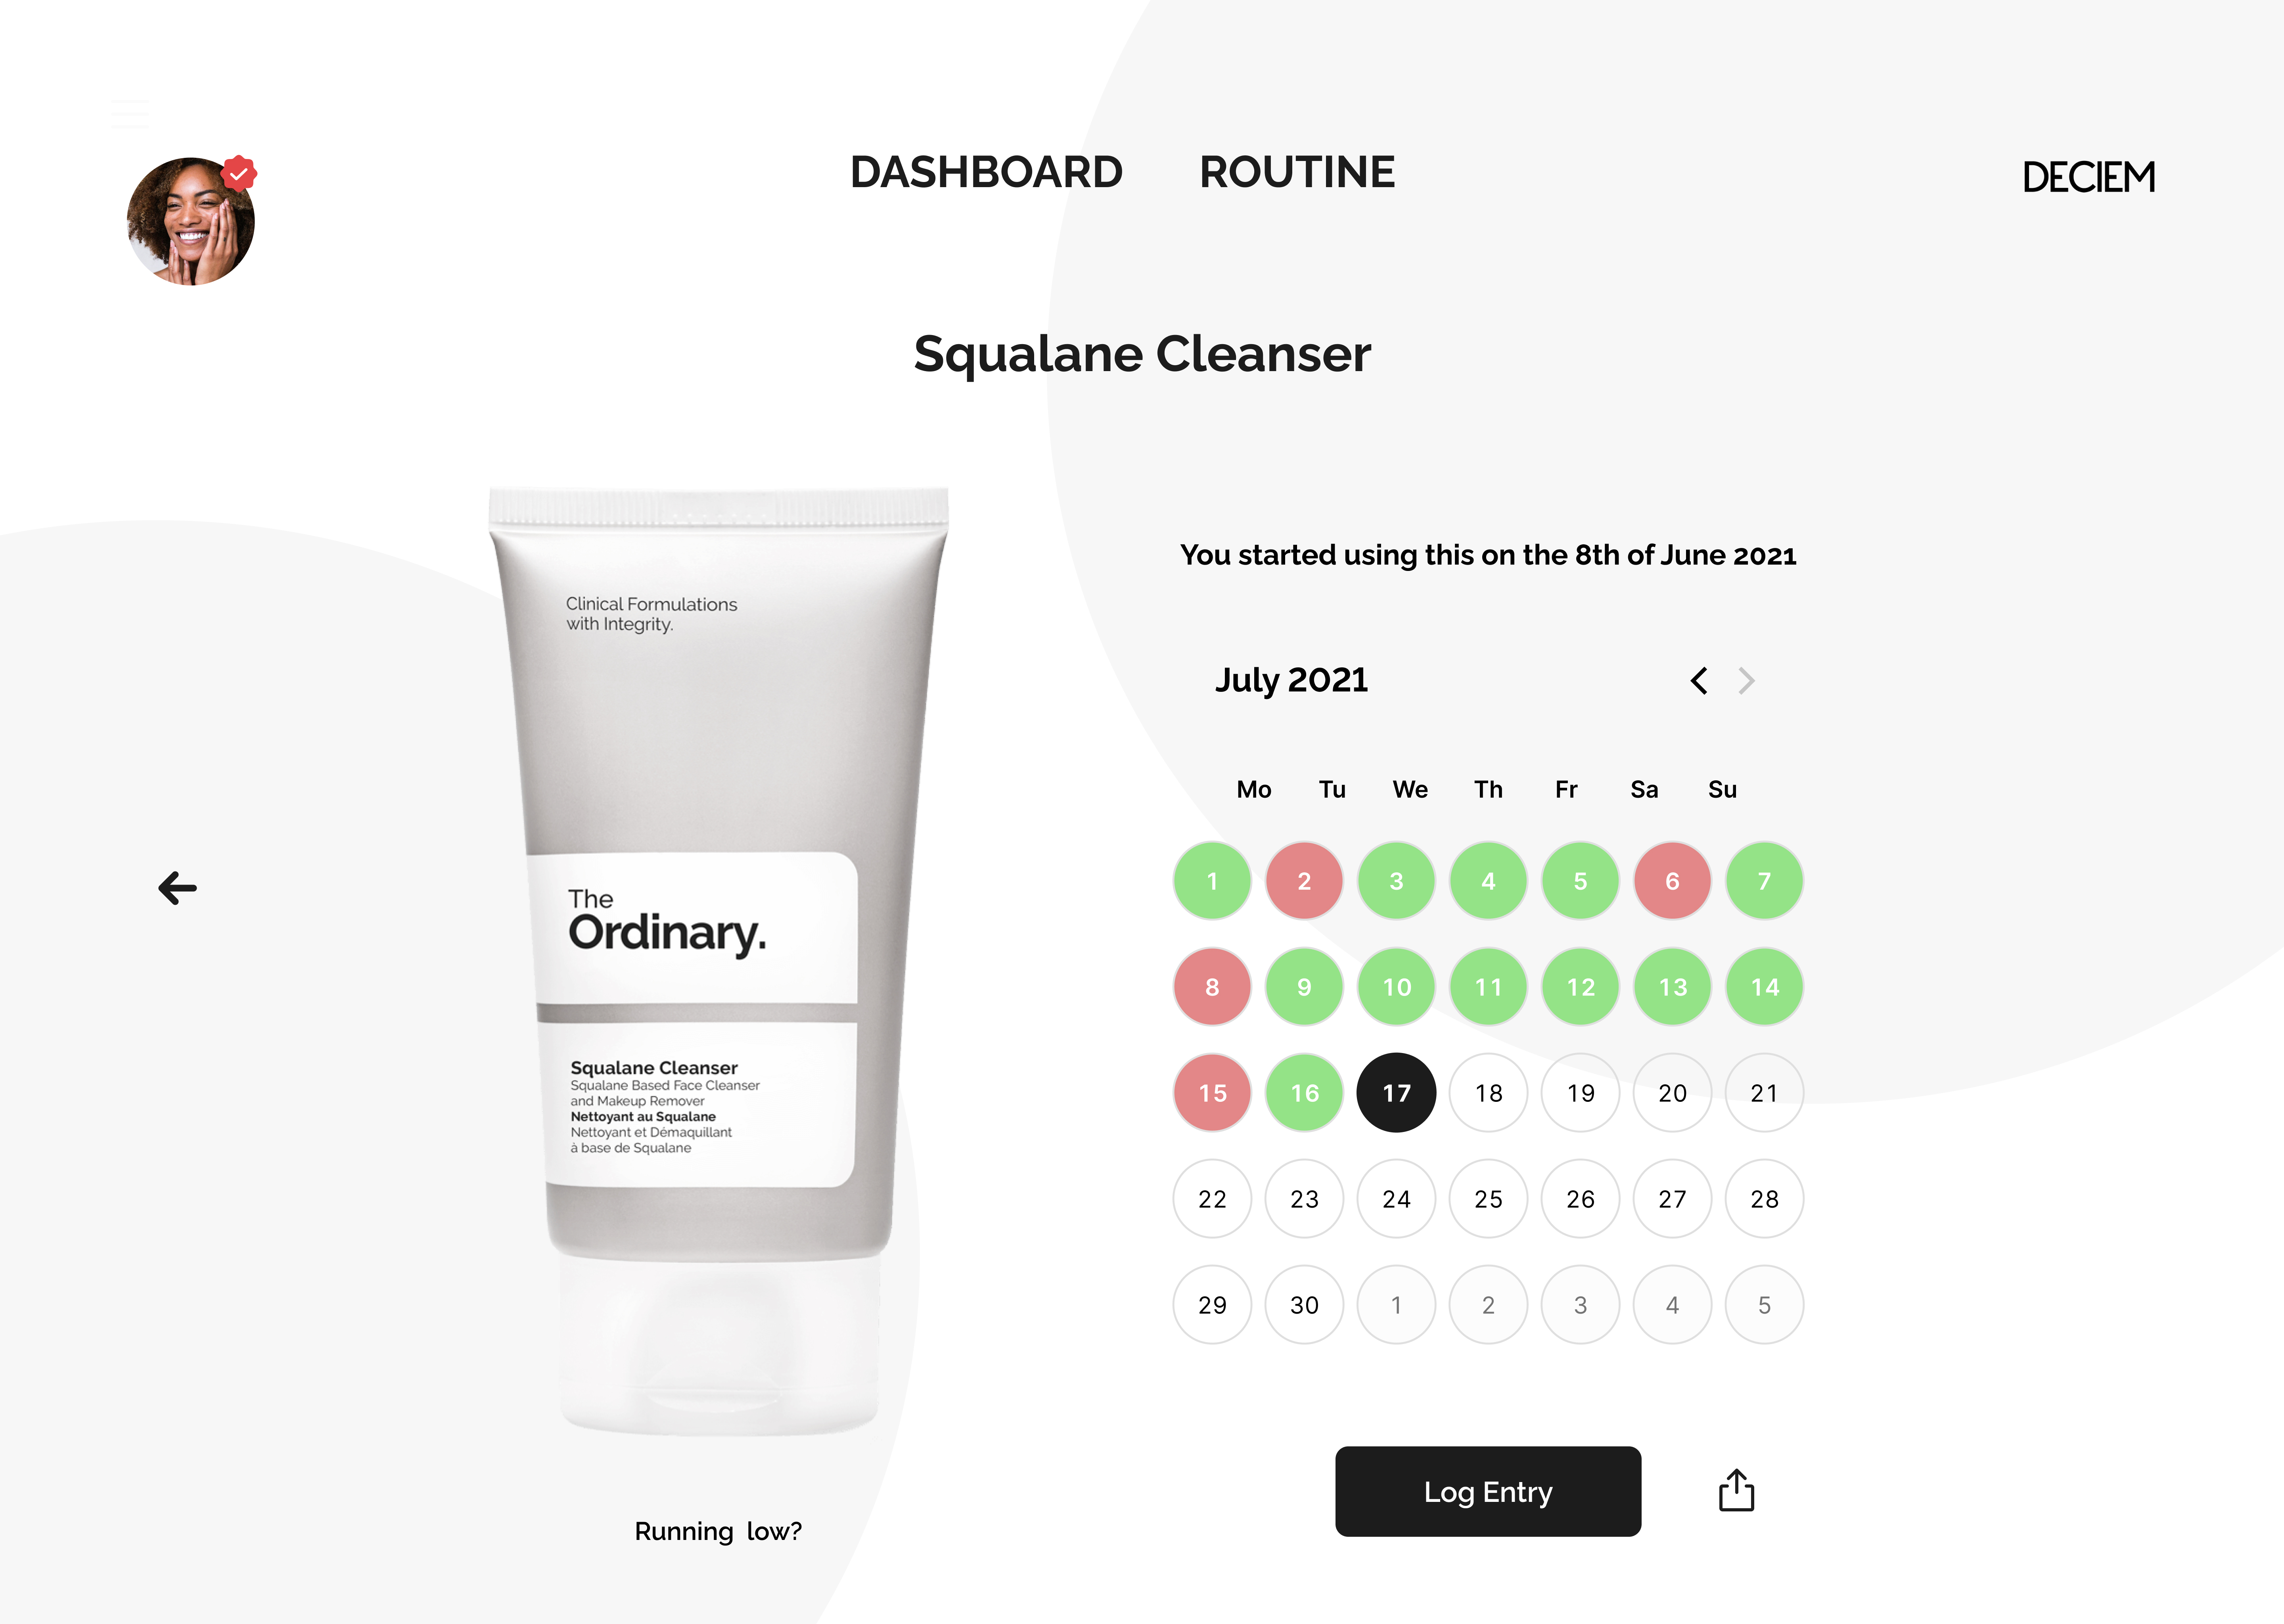 DASHBOARD ROUTINE
DECIEM
Squalane Cleanser
Clinical Formulations
with Integrity.
The
Ordinary.
Squalane Cleanser
Squalane Based Face Cleanser
and Makeup Remover
Nettoyant au Squalane
Nettoyant et Démaquillant
à base de Squalane
Running low?
You started using this on the 8th of June 2021
July 2021
Mo Tu We Th Fr Sa Su
1 2 3 4 5 6 7
8 9 10 11 12 13 14
15 16 17 18 19 20 21
22 23 24 25 26 27 28
29 30 1 2 3 4 5
Log Entry